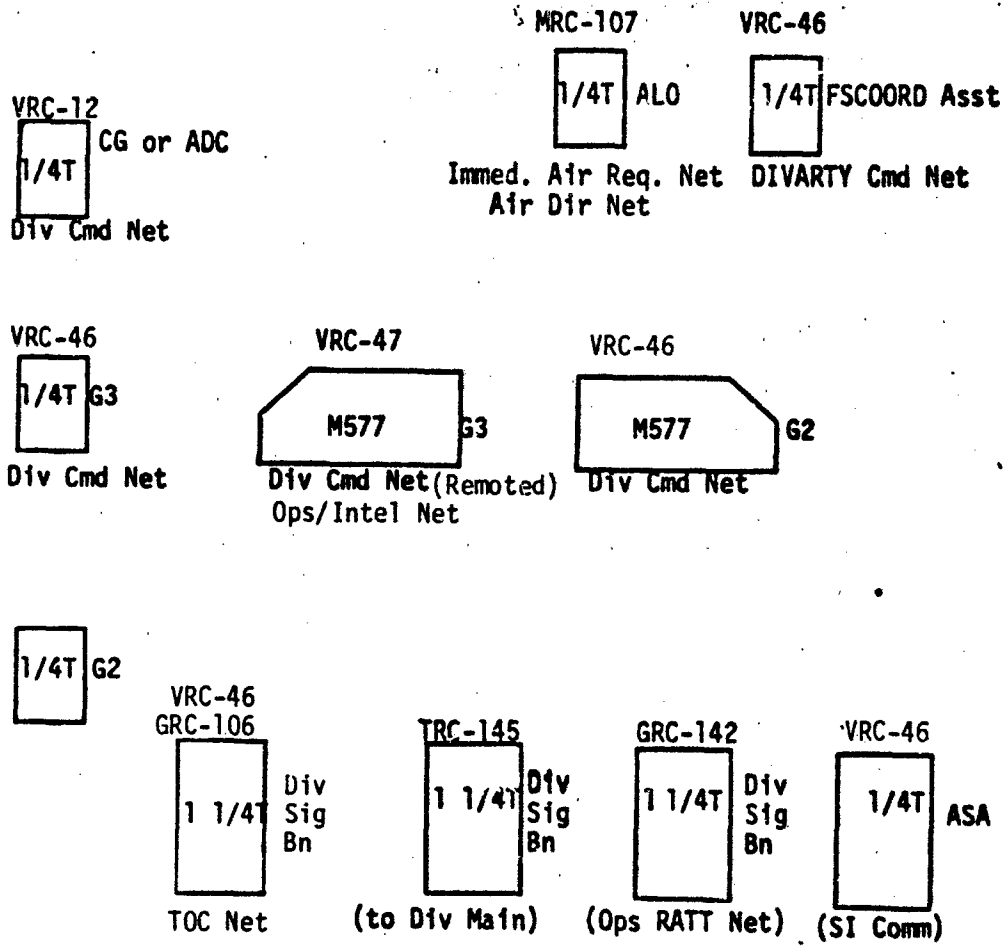 MRC-107
1/4T ALO
Immed. Air Req. Net
Air Dir Net
VRC-46
1/4T FSCOORD Asst
DIVARTY Cmd Net
VRC-12
1/4T CG or ADC
Div Cmd Net
VRC-46
1/4T G3
Div Cmd Net
VRC-47
M577 G3
Div Cmd Net (Remoted)
Ops/Intel Net
VRC-46
M577 G2
Div Cmd Net
1/4T G2
VRC-46
GRC-106
1 1/4T
Div
Sig
Bn
TOC Net
TRC-145
1 1/4T
Div
Sig
Bn
(to Div Main)
GRC-142
1 1/4T
Div
Sig
Bn
(Ops RATT Net)
VRC-46
1/4T ASA
(SI Comm)